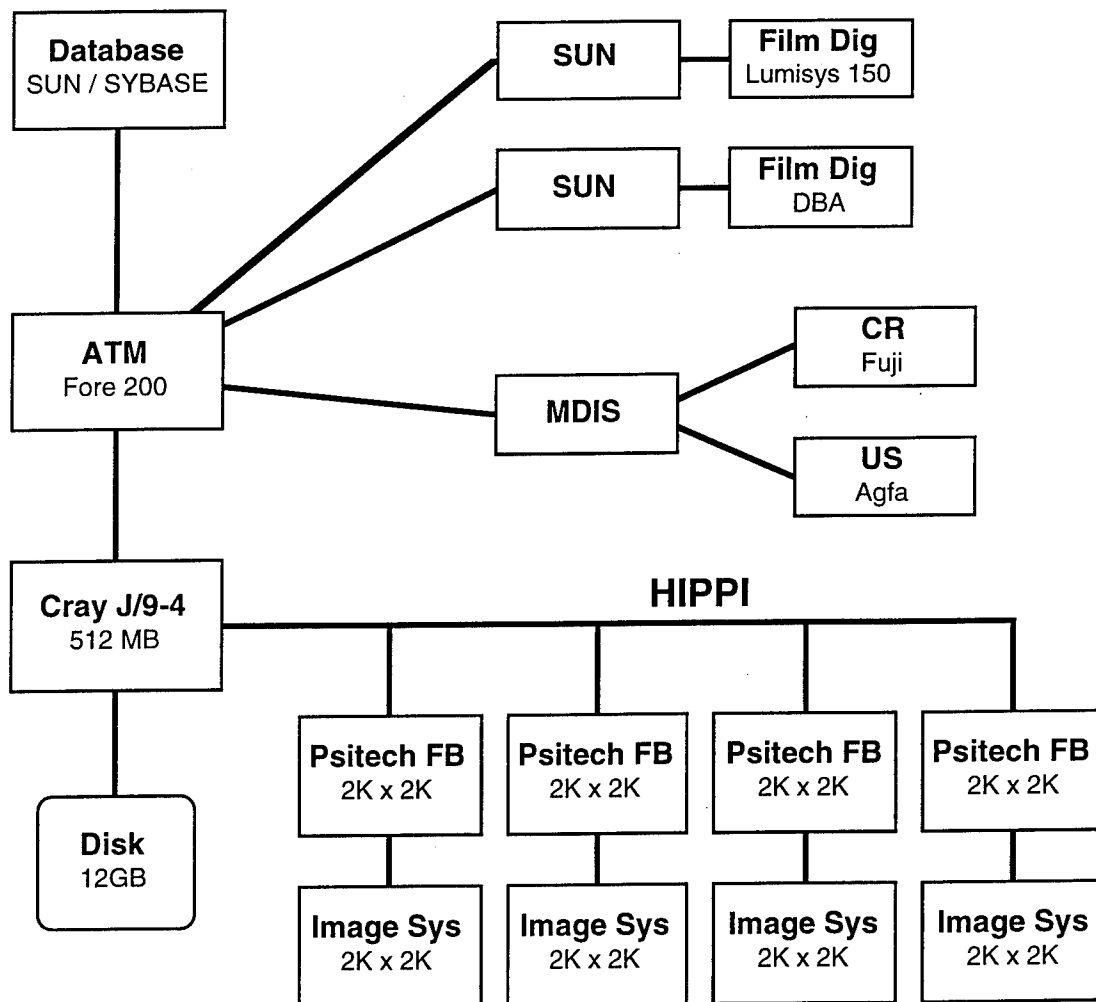 Database
SUN / SYBASE
SUN
Film Dig
Lumisys 150
SUN
Film Dig
DBA
ATM
Fore 200
CR
Fuji
MDIS
US
Agfa
Cray J/9-4
512 MB
HIPPI
Psitech FB
2K x 2K
Psitech FB
2K x 2K
Psitech FB
2K x 2K
Psitech FB
2K x 2K
Disk
12GB
Image Sys
2K x 2K
Image Sys
2K x 2K
Image Sys
2K x 2K
Image Sys
2K x 2K